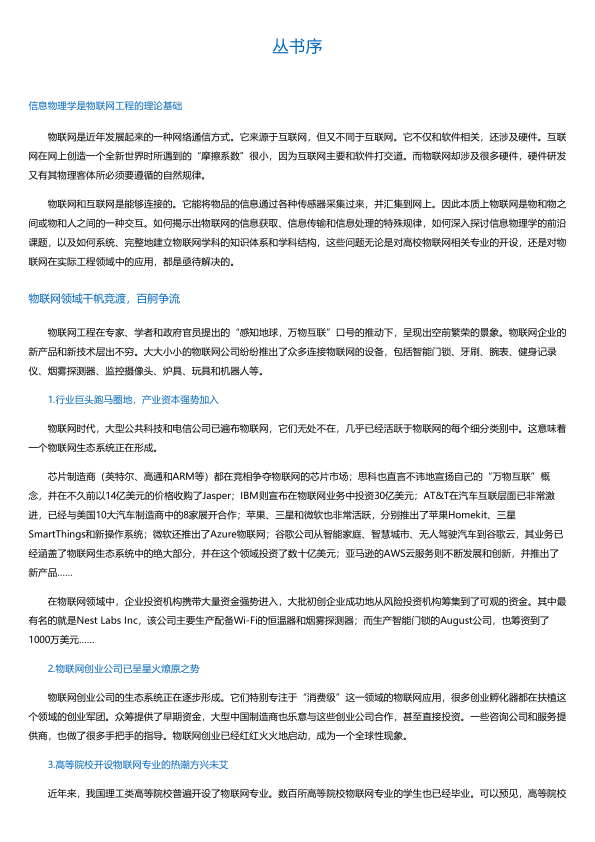 丛书序
信息物理学是物联网工程的理论基础
物联网是近年发展起来的一种网络通信方式。它来源于互联网，但又不同于互联网。它不仅和软件相关，还涉及硬件。互联
网在网上创造一个全新世界时所遇到的“摩擦系数”很小，因为互联网主要和软件打交道。而物联网却涉及很多硬件，硬件研发
又有其物理客体所必须要遵循的自然规律。
物联网和互联网是能够连接的。它能将物品的信息通过各种传感器采集过来，并汇集到网上。因此本质上物联网是物和物之
间或物和人之间的一种交互。如何揭示出物联网的信息获取、信息传输和信息处理的特殊规律，如何深入探讨信息物理学的前沿
课题，以及如何系统、完整地建立物联网学科的知识体系和学科结构，这些问题无论是对高校物联网相关专业的开设，还是对物
联网在实际工程领域中的应用，都是亟待解决的。
物联网领域千帆竞渡，百舸争流
物联网工程在专家、学者和政府官员提出的“感知地球，万物互联”口号的推动下，呈现出空前繁荣的景象。物联网企业的
新产品和新技术层出不穷。大大小小的物联网公司纷纷推出了众多连接物联网的设备，包括智能门锁、牙刷、腕表、健身记录
仪、烟雾探测器、监控摄像头、炉具、玩具和机器人等。
1.行业巨头跑马圈地，产业资本强势加入
物联网时代，大型公共科技和电信公司已遍布物联网，它们无处不在，几乎已经活跃于物联网的每个细分类别中。这意味着
一个物联网生态系统正在形成。
芯片制造商（英特尔、高通和ARM等）都在竞相争夺物联网的芯片市场；思科也直言不讳地宣扬自己的“万物互联”概
念，并在不久前以14亿美元的价格收购了Jasper；IBM则宣布在物联网业务中投资30亿美元；AT&T在汽车互联层面已非常激
进，已经与美国10大汽车制造商中的8家展开合作；苹果、三星和微软也非常活跃，分别推出了苹果Homekit、三星
SmartThings和新操作系统；微软还推出了Azure物联网；谷歌公司从智能家庭、智慧城市、无人驾驶汽车到谷歌云，其业务已
经涵盖了物联网生态系统中的绝大部分，并在这个领域投资了数十亿美元；亚马逊的AWS云服务则不断发展和创新，并推出了
新产品……
在物联网领域中，企业投资机构携带大量资金强势进入，大批初创企业成功地从风险投资机构筹集到了可观的资金。其中最
有名的就是Nest Labs Inc，该公司主要生产配备Wi-Fi的恒温器和烟雾探测器；而生产智能门锁的August公司，也筹资到了
1000万美元……
2.物联网创业公司已呈星火燎原之势
物联网创业公司的生态系统正在逐步形成。它们特别专注于“消费级”这一领域的物联网应用，很多创业孵化器都在扶植这
个领域的创业军团。众筹提供了早期资金，大型中国制造商也乐意与这些创业公司合作，甚至直接投资。一些咨询公司和服务提
供商，也做了很多手把手的指导。物联网创业已经红红火火地启动，成为一个全球性现象。
3.高等院校开设物联网专业的热潮方兴未艾
近年来，我国理工类高等院校普遍开设了物联网专业。数百所高等院校物联网专业的学生也已经毕业。可以预见，高等院校